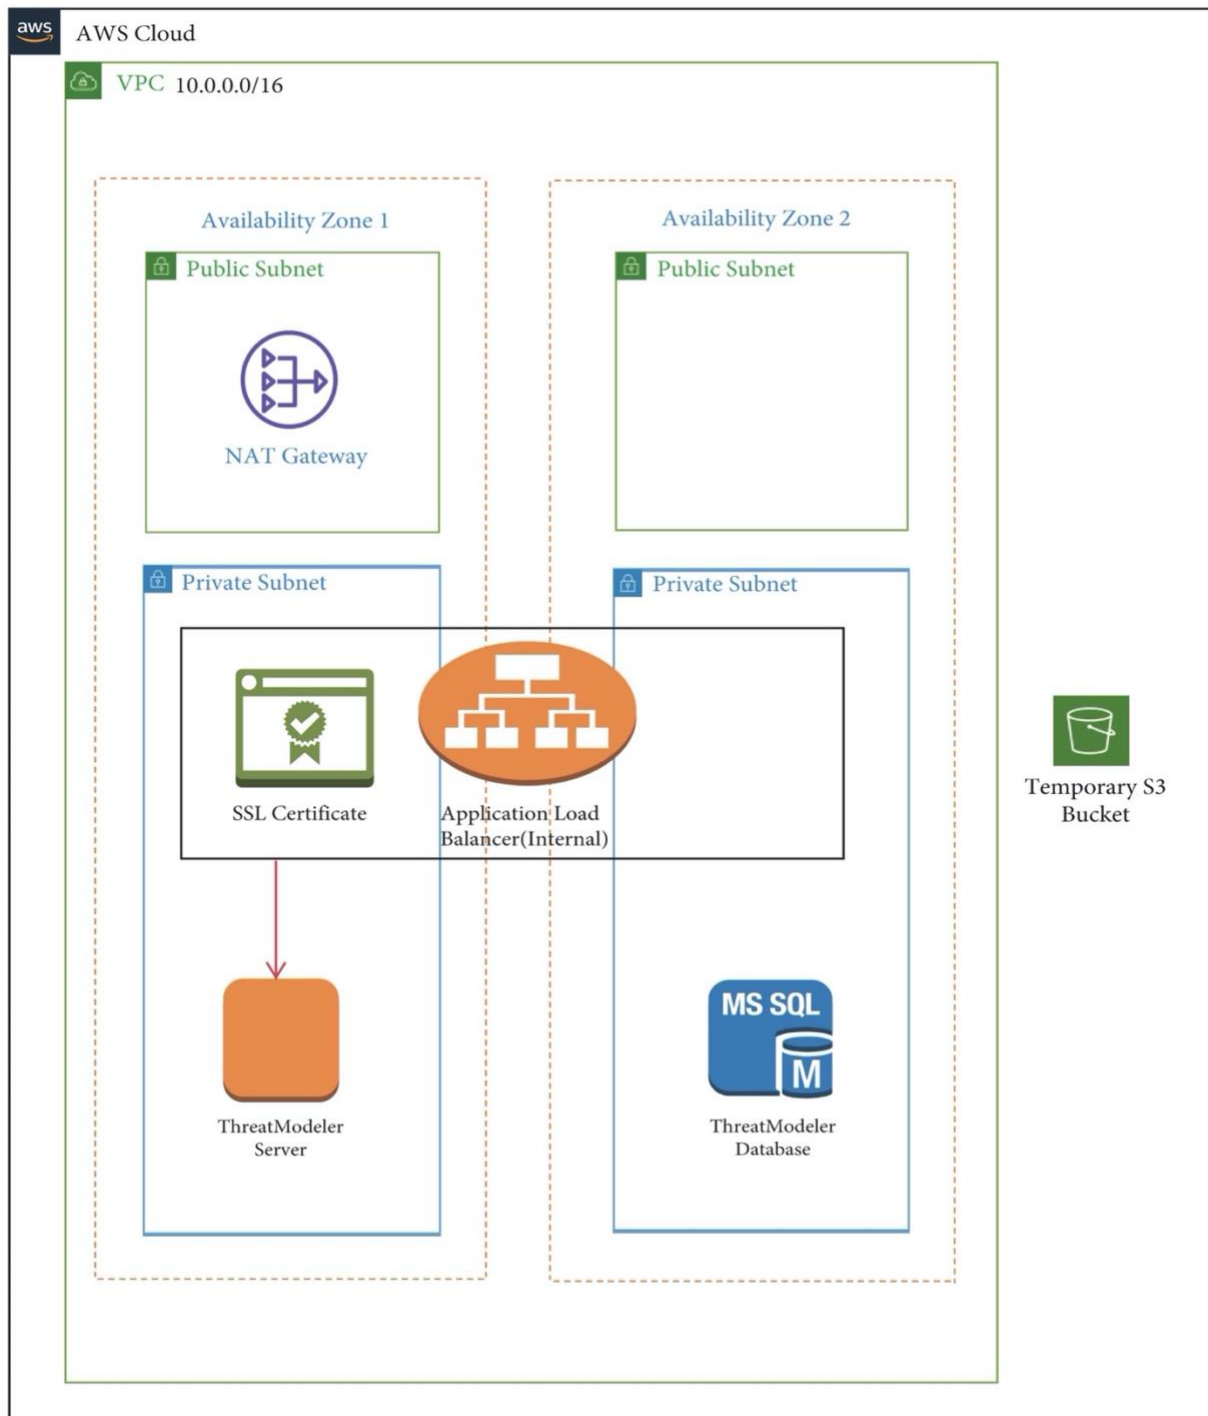 aws
AWS Cloud
VPC 10.0.0.0/16
Availability Zone 1
Availability Zone 2
Public Subnet
Public Subnet
NAT Gateway
Private Subnet
Private Subnet
SSL Certificate
Application Load
Balancer(Internal)
Temporary S3
Bucket
MS SQL
M
ThreatModeler
Server
ThreatModeler
Database